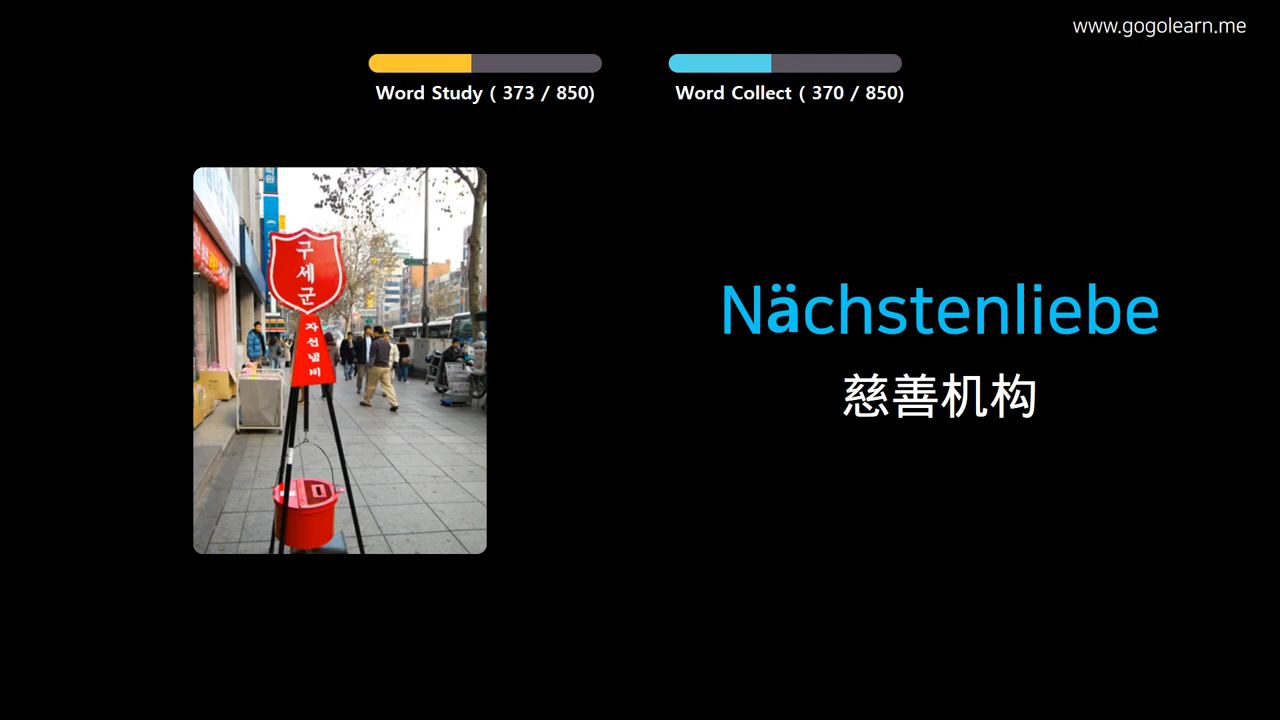 www.gogolearn.me
Word Study ( 373 / 850)
Word Collect ( 370 / 850)
구
세
군
자
선
냄
비
Nächstenliebe
慈善机构